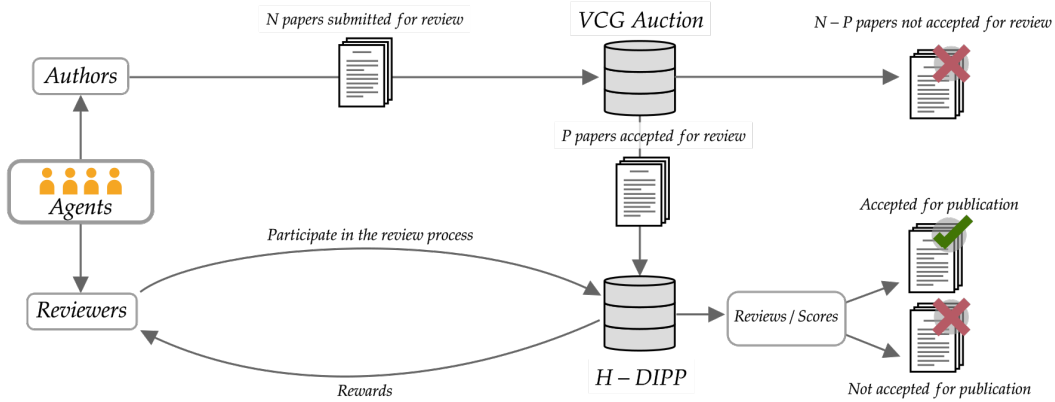 N papers submitted for review
VCG Auction
N – P papers not accepted for review
Authors
P papers accepted for review
Agents
Accepted for publication
Participate in the review process
Reviewers
Reviews / Scores
Rewards
H – DIPP
Not accepted for publication